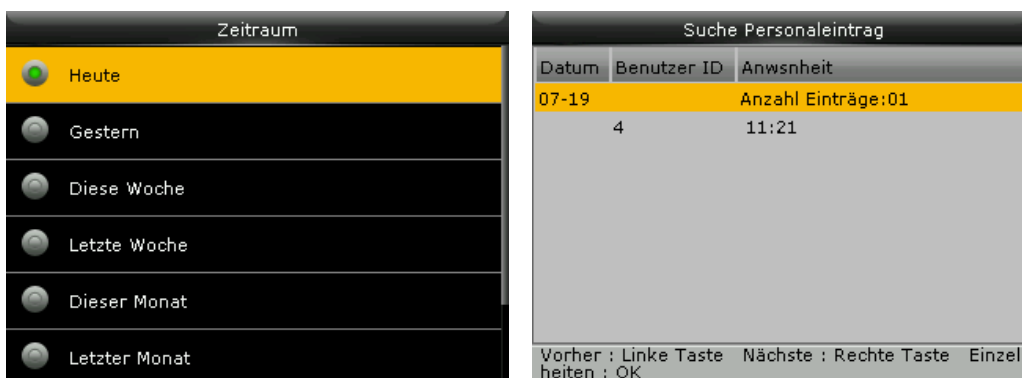 Zeitraum
Heute
Gestern
Diese Woche
Letzte Woche
Dieser Monat
Letzter Monat
Suche Personaleintrag
Datum Benutzer ID Anwsnheit
07-19 Anzahl Einträge:01
4 11:21
Vorher : Linke Taste Nächste : Rechte Taste Einzel
heiten : OK